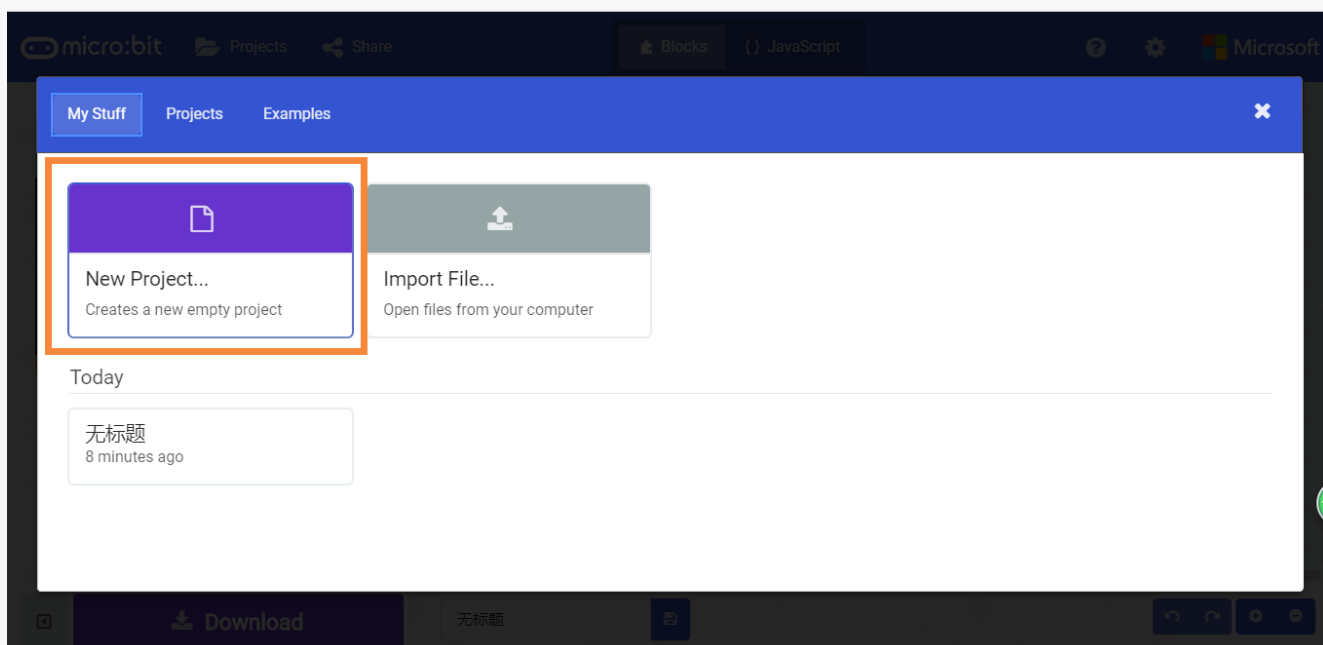 micro:bit Projects Share Blocks {} JavaScript Microsoft
My Stuff Projects Examples
New Project...
Creates a new empty project
Import File...
Open files from your computer
Today
无标题
8 minutes ago
Download 无标题